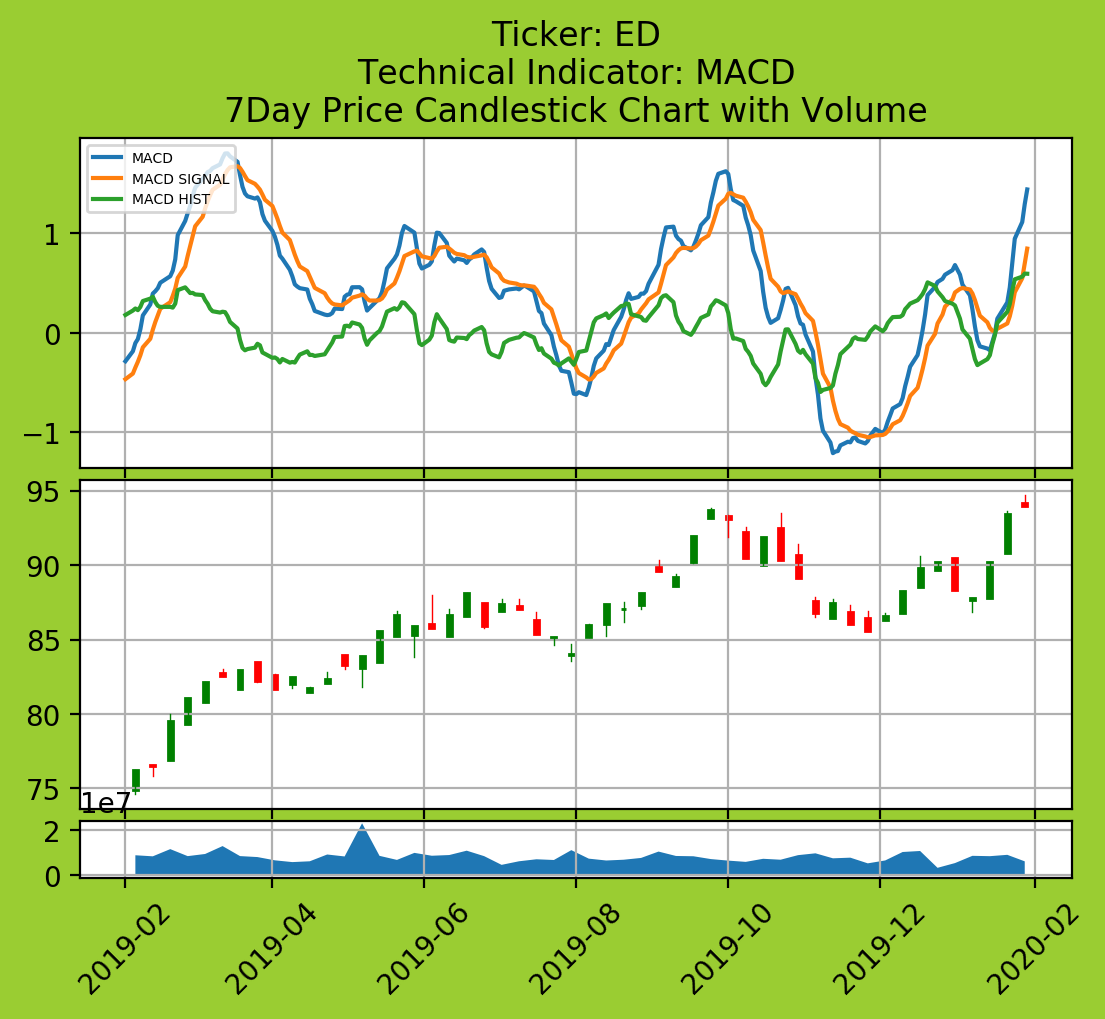 Ticker: ED
Technical Indicator: MACD
7Day Price Candlestick Chart with Volume
MACD
MACD SIGNAL
MACD HIST
1
0
−1
95
90
85
80
75
1e7
2
0
2019-02
2019-04
2019-06
2019-08
2019-10
2019-12
2020-02